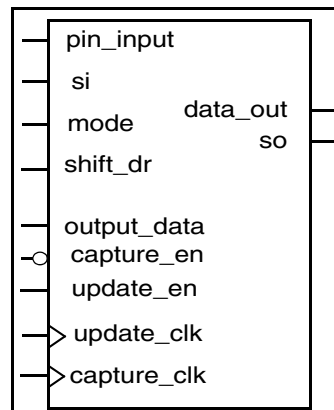 pin_input
si
mode
data_out
so
shift_dr
output_data
capture_en
update_en
update_clk
capture_clk